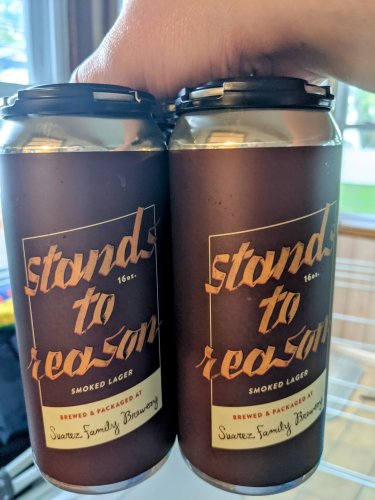 stands
16oz.
to
reason
SMOKED LAGER
BREWED & PACKAGED AT
Suarez Family Brewery
stands
16oz.
to
reason
SMOKED LAGER
BREWED & PACKAGED AT
Suarez Family Brewery